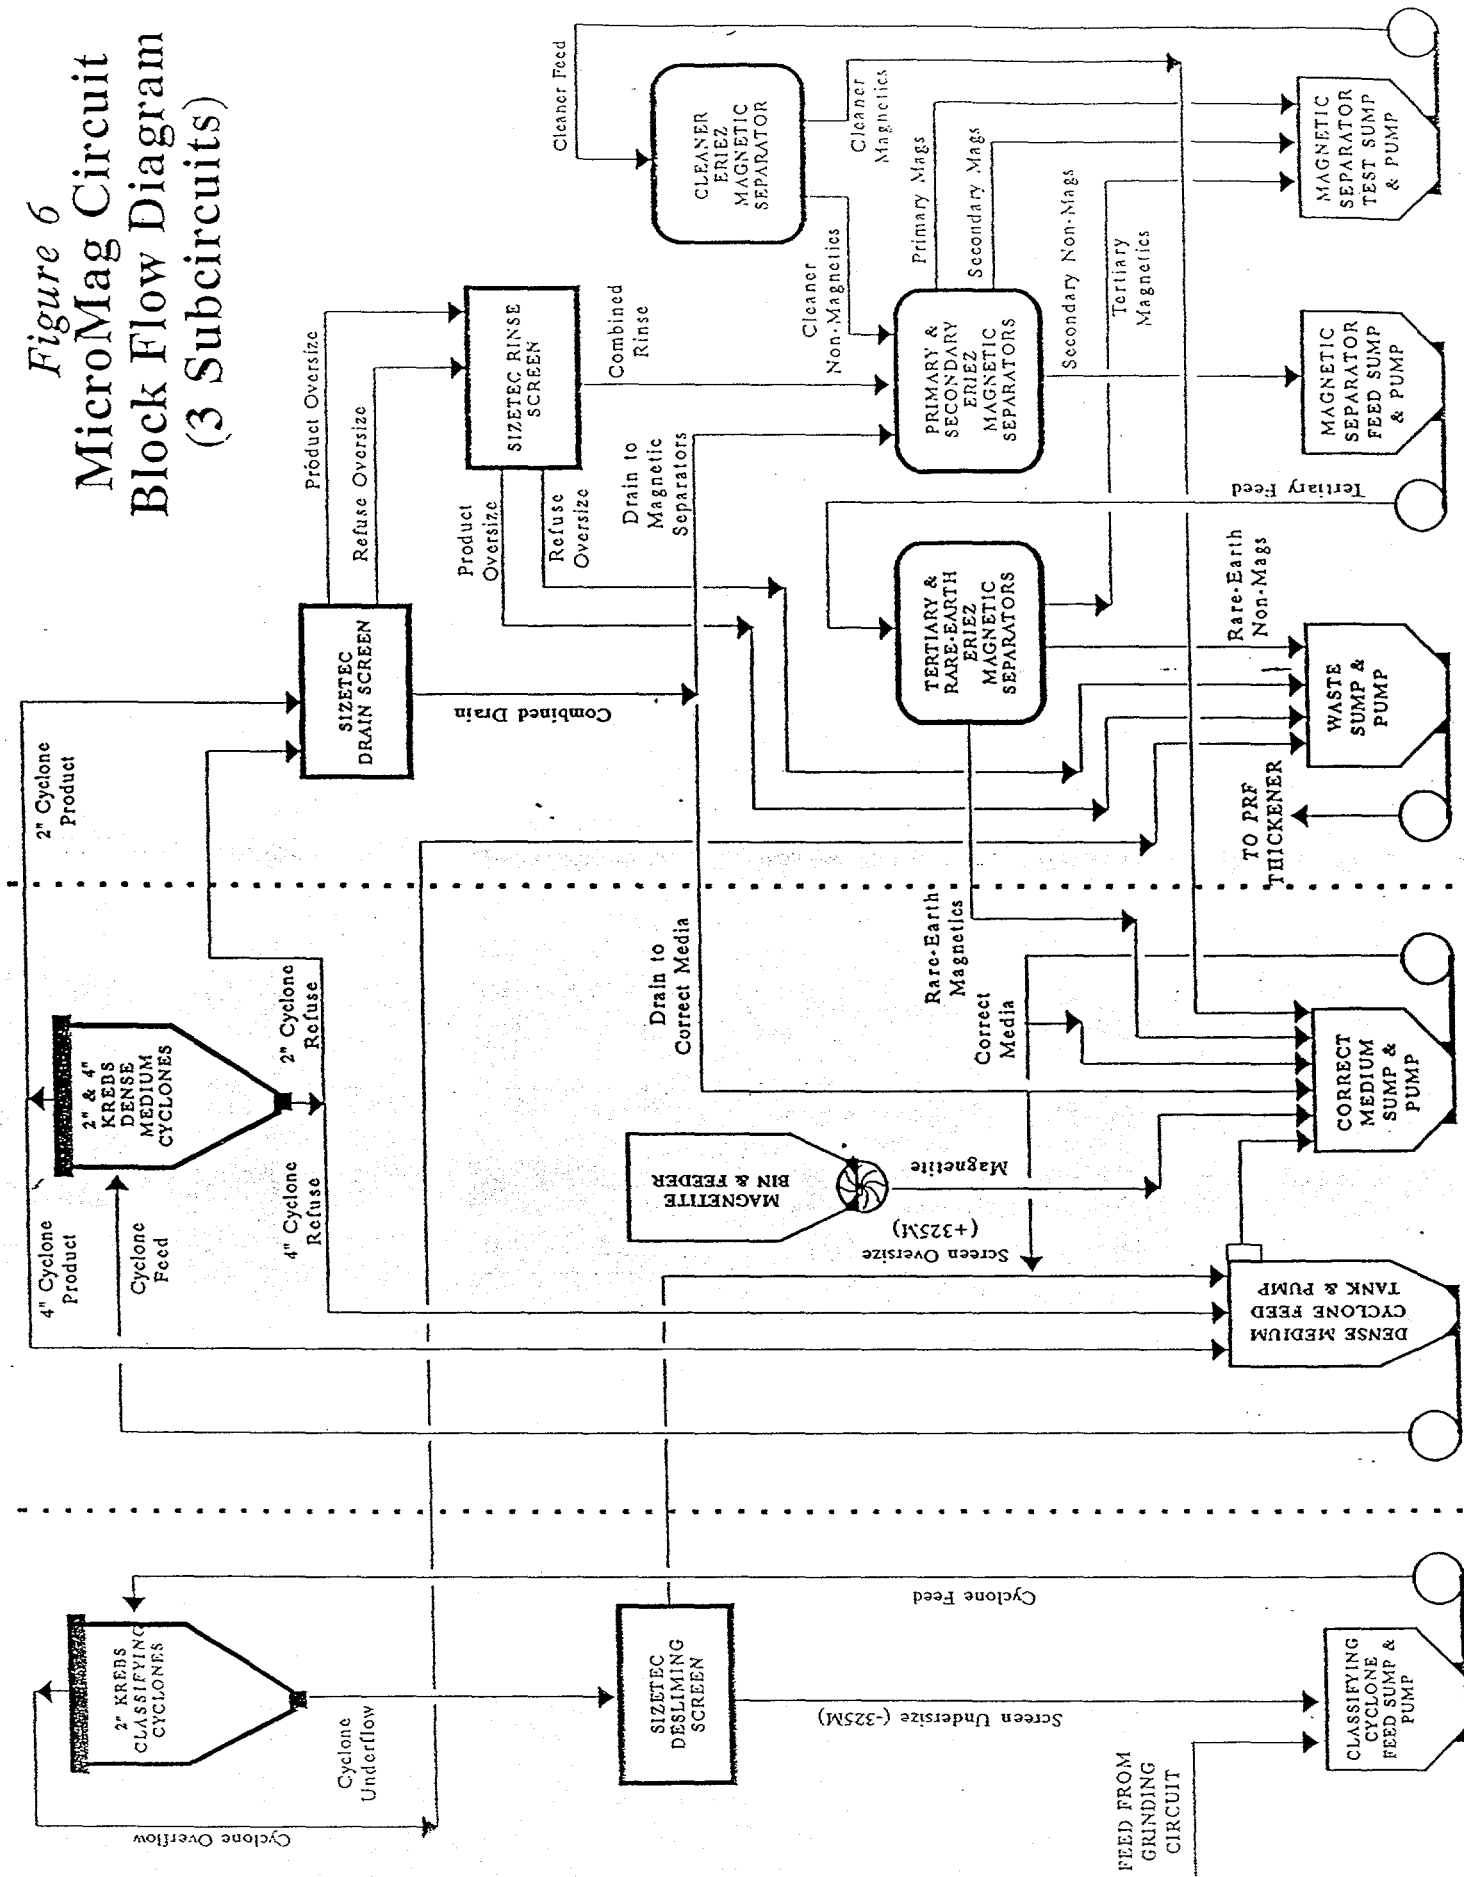 Figure 6
MicroMag Circuit
Block Flow Diagram
(3 Subcircuits)
Cyclone Overflow
2" KREBS
CLASSIFYING
CYCLONES
Cyclone
Underflow
SIZETEC
DESLIMING
SCREEN
Cyclone Feed
Screen Undersize (-325M)
FEED FROM
GRINDING
CIRCUIT
CLASSIFYING
CYCLONE
FEED SUMP &
PUMP
4" Cyclone
Product
Cyclone
Feed
2" & 4"
KREBS
DENSE
MEDIUM
CYCLONES
4" Cyclone
Refuse
2" Cyclone
Refuse
MAGNETITE
BIN & FEEDER
Magnetite
Screen Oversize
(+325M)
Drain to
Correct Media
Rare-Earth
Magnetics
Correct
Media
DENSE MEDIUM
CYCLONE FEED
TANK & PUMP
CORRECT
MEDIUM
SUMP &
PUMP
2" Cyclone
Product
SIZETEC
DRAIN SCREEN
Product Oversize
Refuse Oversize
SIZETEC RINSE
SCREEN
Product
Oversize
Refuse
Oversize
Combined Drain
Combined
Rinse
Drain to
Magnetic
Separators
Cleaner Feed
CLEANER
ERIEZ
MAGNETIC
SEPARATOR
Cleaner
Magnetics
Cleaner
Non-Magnetics
PRIMARY &
SECONDARY
ERIEZ
MAGNETIC
SEPARATORS
Primary Mags
Secondary Mags
Secondary Non-Mags
Tertiary
Magnetics
TERTIARY &
RARE-EARTH
ERIEZ
MAGNETIC
SEPARATORS
Tertiary Feed
Rare-Earth
Non-Mags
TO PRF
THICKENER
WASTE
SUMP &
PUMP
MAGNETIC
SEPARATOR
FEED SUMP
& PUMP
MAGNETIC
SEPARATOR
TEST SUMP
& PUMP